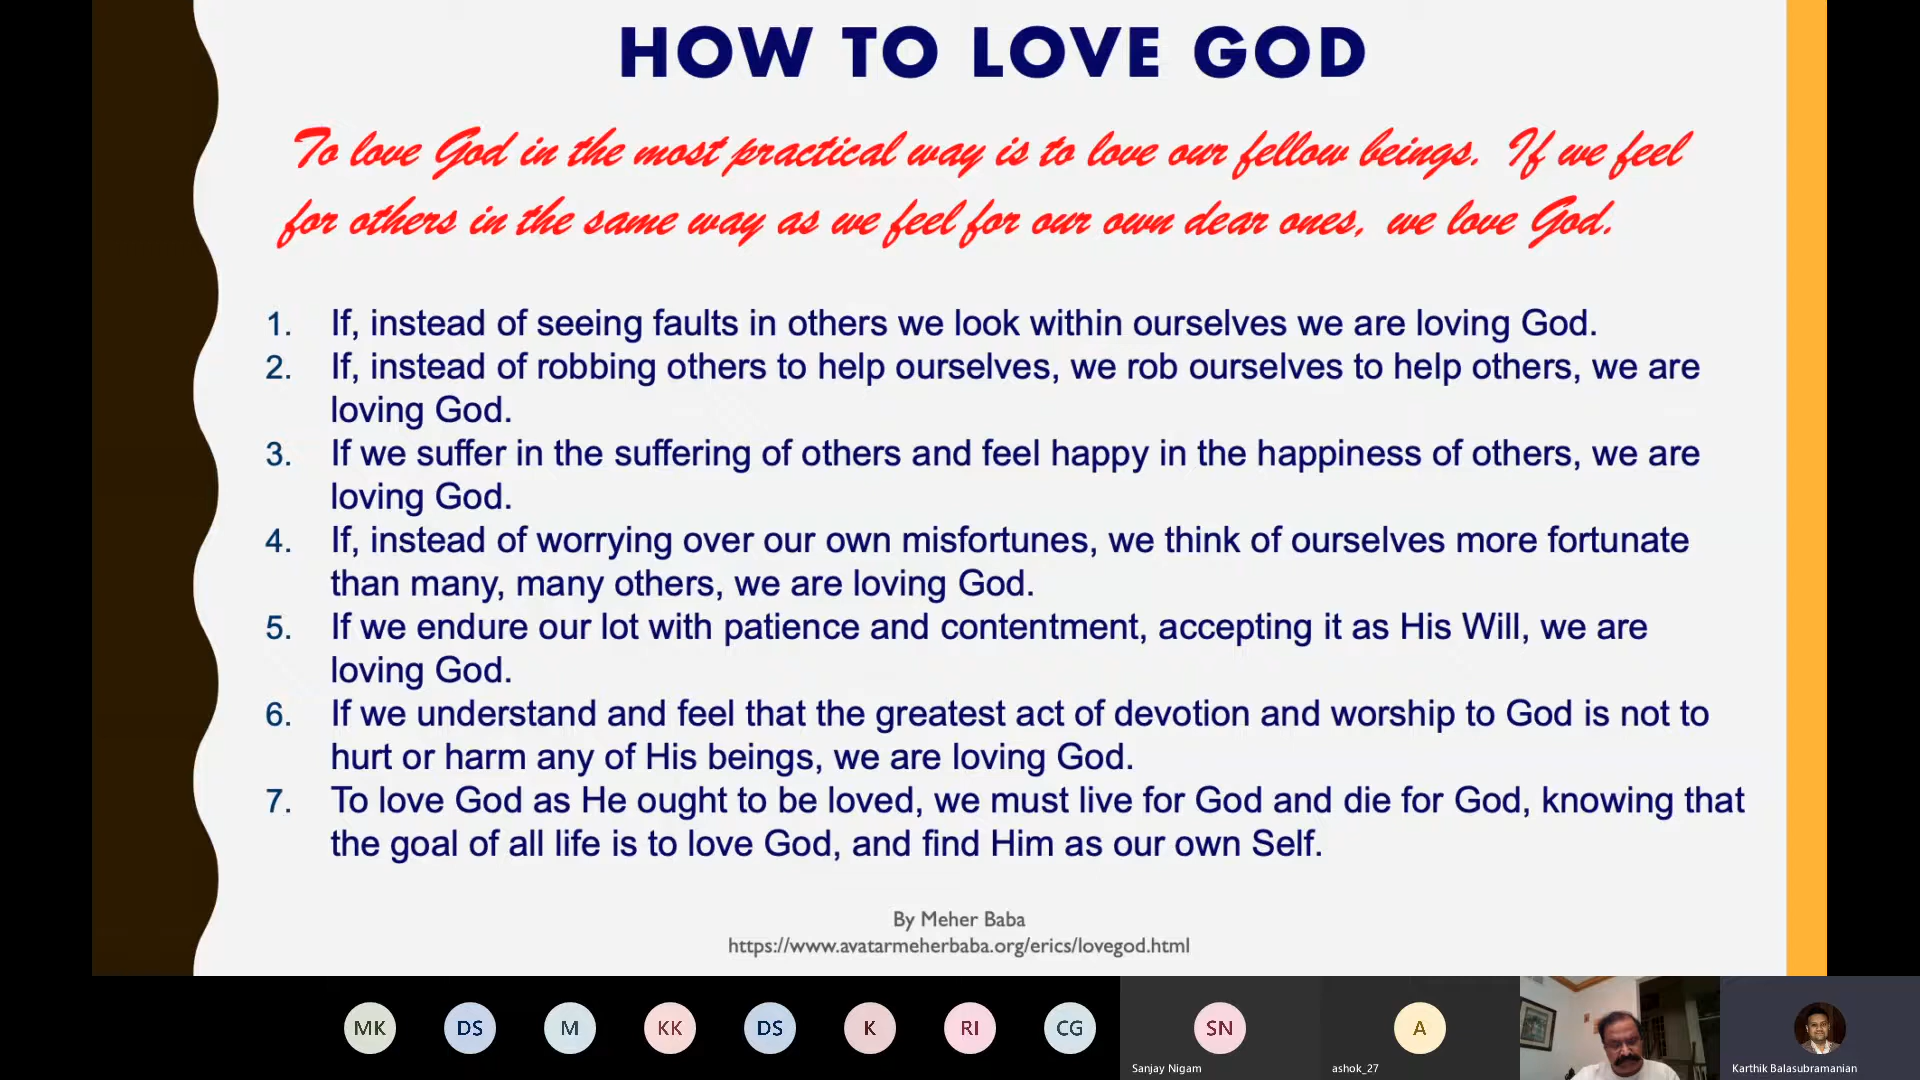 HOW TO LOVE GOD
To love God in the most practical way is to love our fellow beings. If we feel
for others in the same way as we feel for our own dear ones, we love God.
1. If, instead of seeing faults in others we look within ourselves we are loving God.
2. If, instead of robbing others to help ourselves, we rob ourselves to help others, we are
loving God.
3. If we suffer in the suffering of others and feel happy in the happiness of others, we are
loving God.
4. If, instead of worrying over our own misfortunes, we think of ourselves more fortunate
than many, many others, we are loving God.
5. If we endure our lot with patience and contentment, accepting it as His Will, we are
loving God.
6. If we understand and feel that the greatest act of devotion and worship to God is not to
hurt or harm any of His beings, we are loving God.
7. To love God as He ought to be loved, we must live for God and die for God, knowing that
the goal of all life is to love God, and find Him as our own Self.
By Meher Baba
https://www.avatarmeherbaba.org/erics/lovegod.html
MK DS M KK DS K RI CG SN A
Sanjay Nigam ashok_27 Karthik Balasubramanian